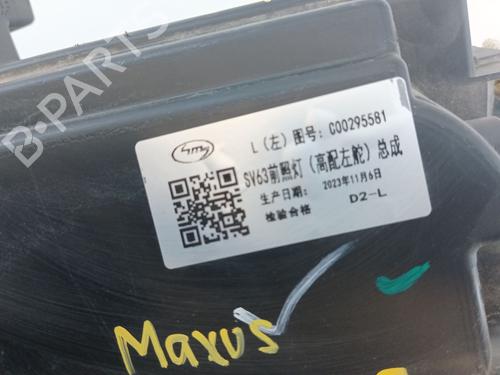 B-PARTS
L(左)图号: C00295581
SV63前照灯(高配左舵)总成
生产日期: 2023年11月6日
检验合格 D2-L
Maxus